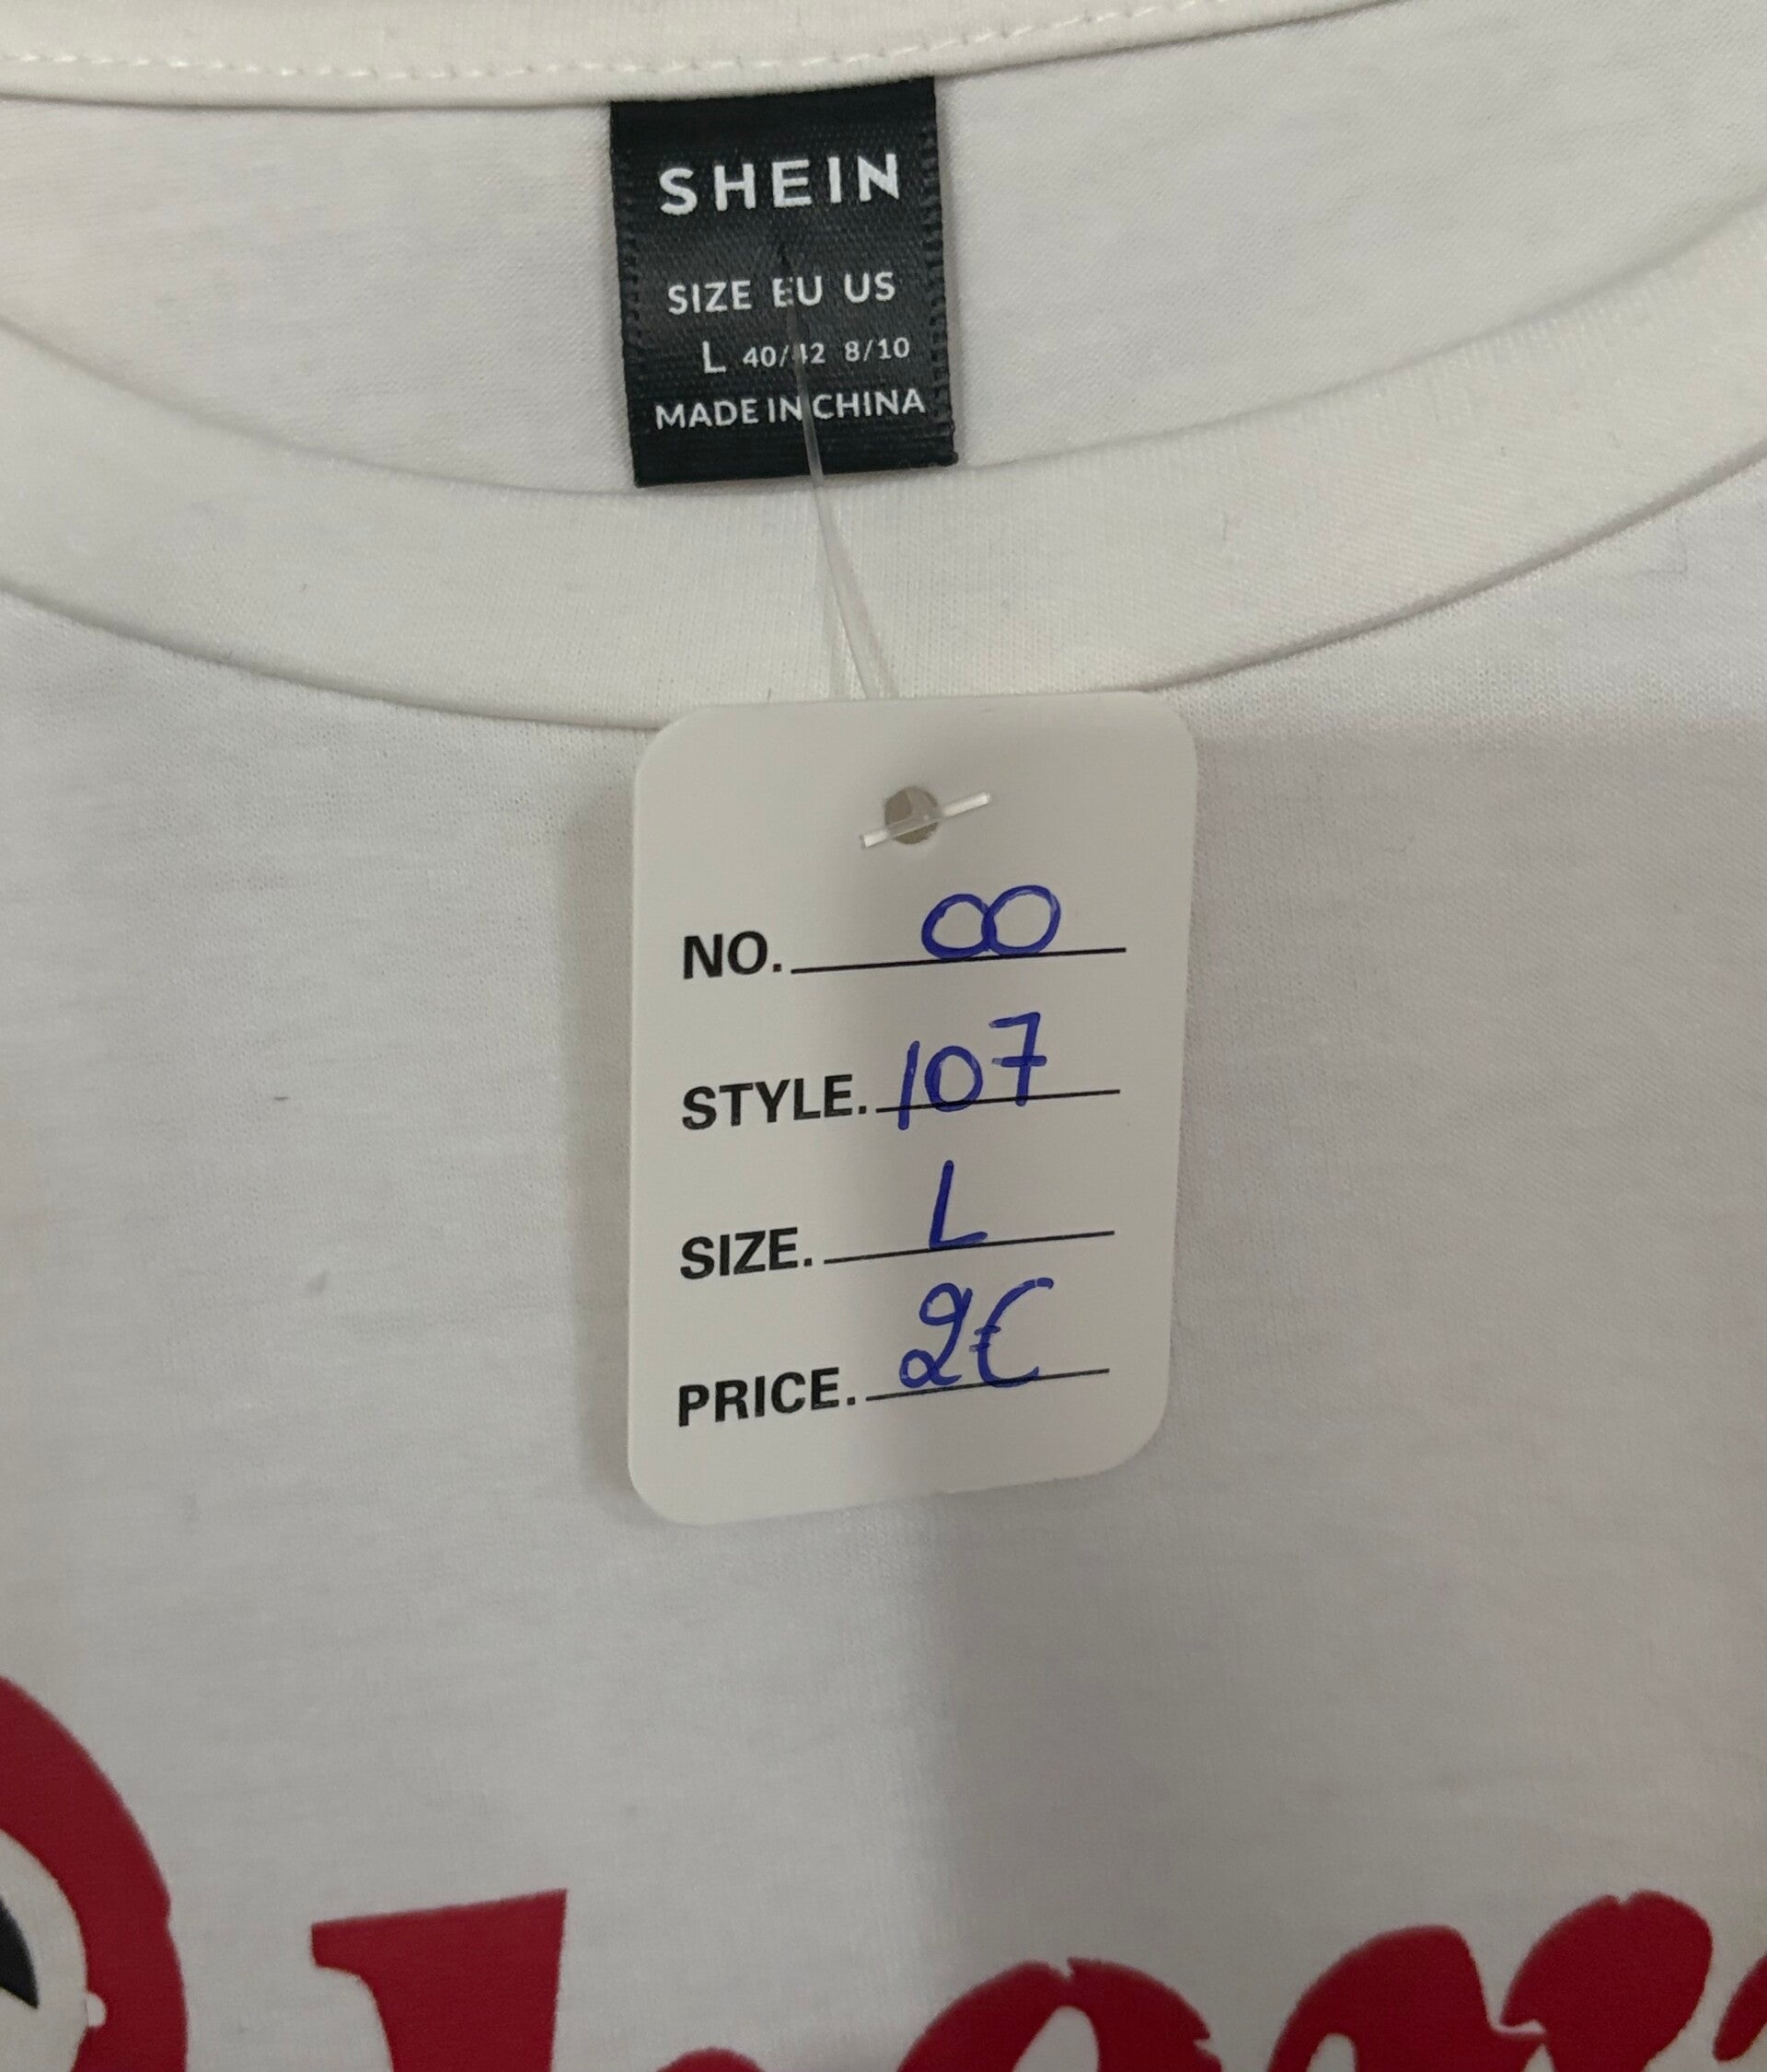 SHEIN
SIZE EU US
L 40/42 8/10
MADE IN CHINA
NO. 00
STYLE. 107
SIZE. L
PRICE. 2€